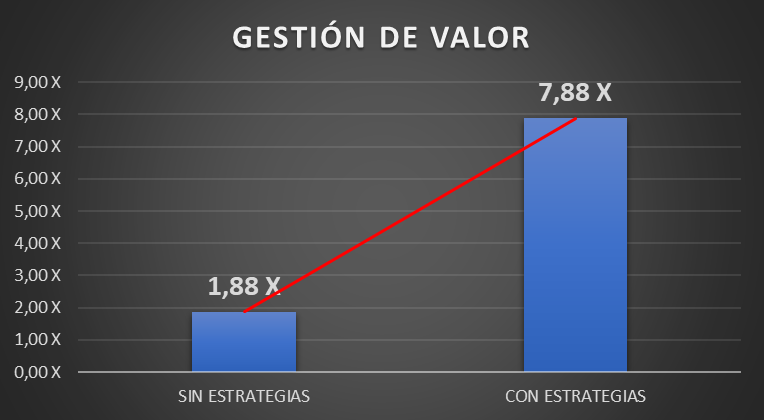 GESTIÓN DE VALOR
9,00 X
8,00 X
7,00 X
6,00 X
5,00 X
4,00 X
3,00 X
2,00 X
1,00 X
0,00 X
7,88 X
1,88 X
SIN ESTRATEGIAS
CON ESTRATEGIAS